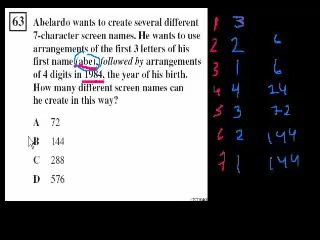 63 Abelardo wants to create several different
7-character screen names. He wants to use
arrangements of the first 3 letters of his
first name (abe), followed by arrangements
of 4 digits in 1984, the year of his birth.
How many different screen names can
he create in this way?
A 72
B 144
C 288
D 576
1 3
2 2 6
3 1 6
4 4 24
5 3 72
6 2 144
7 1 144